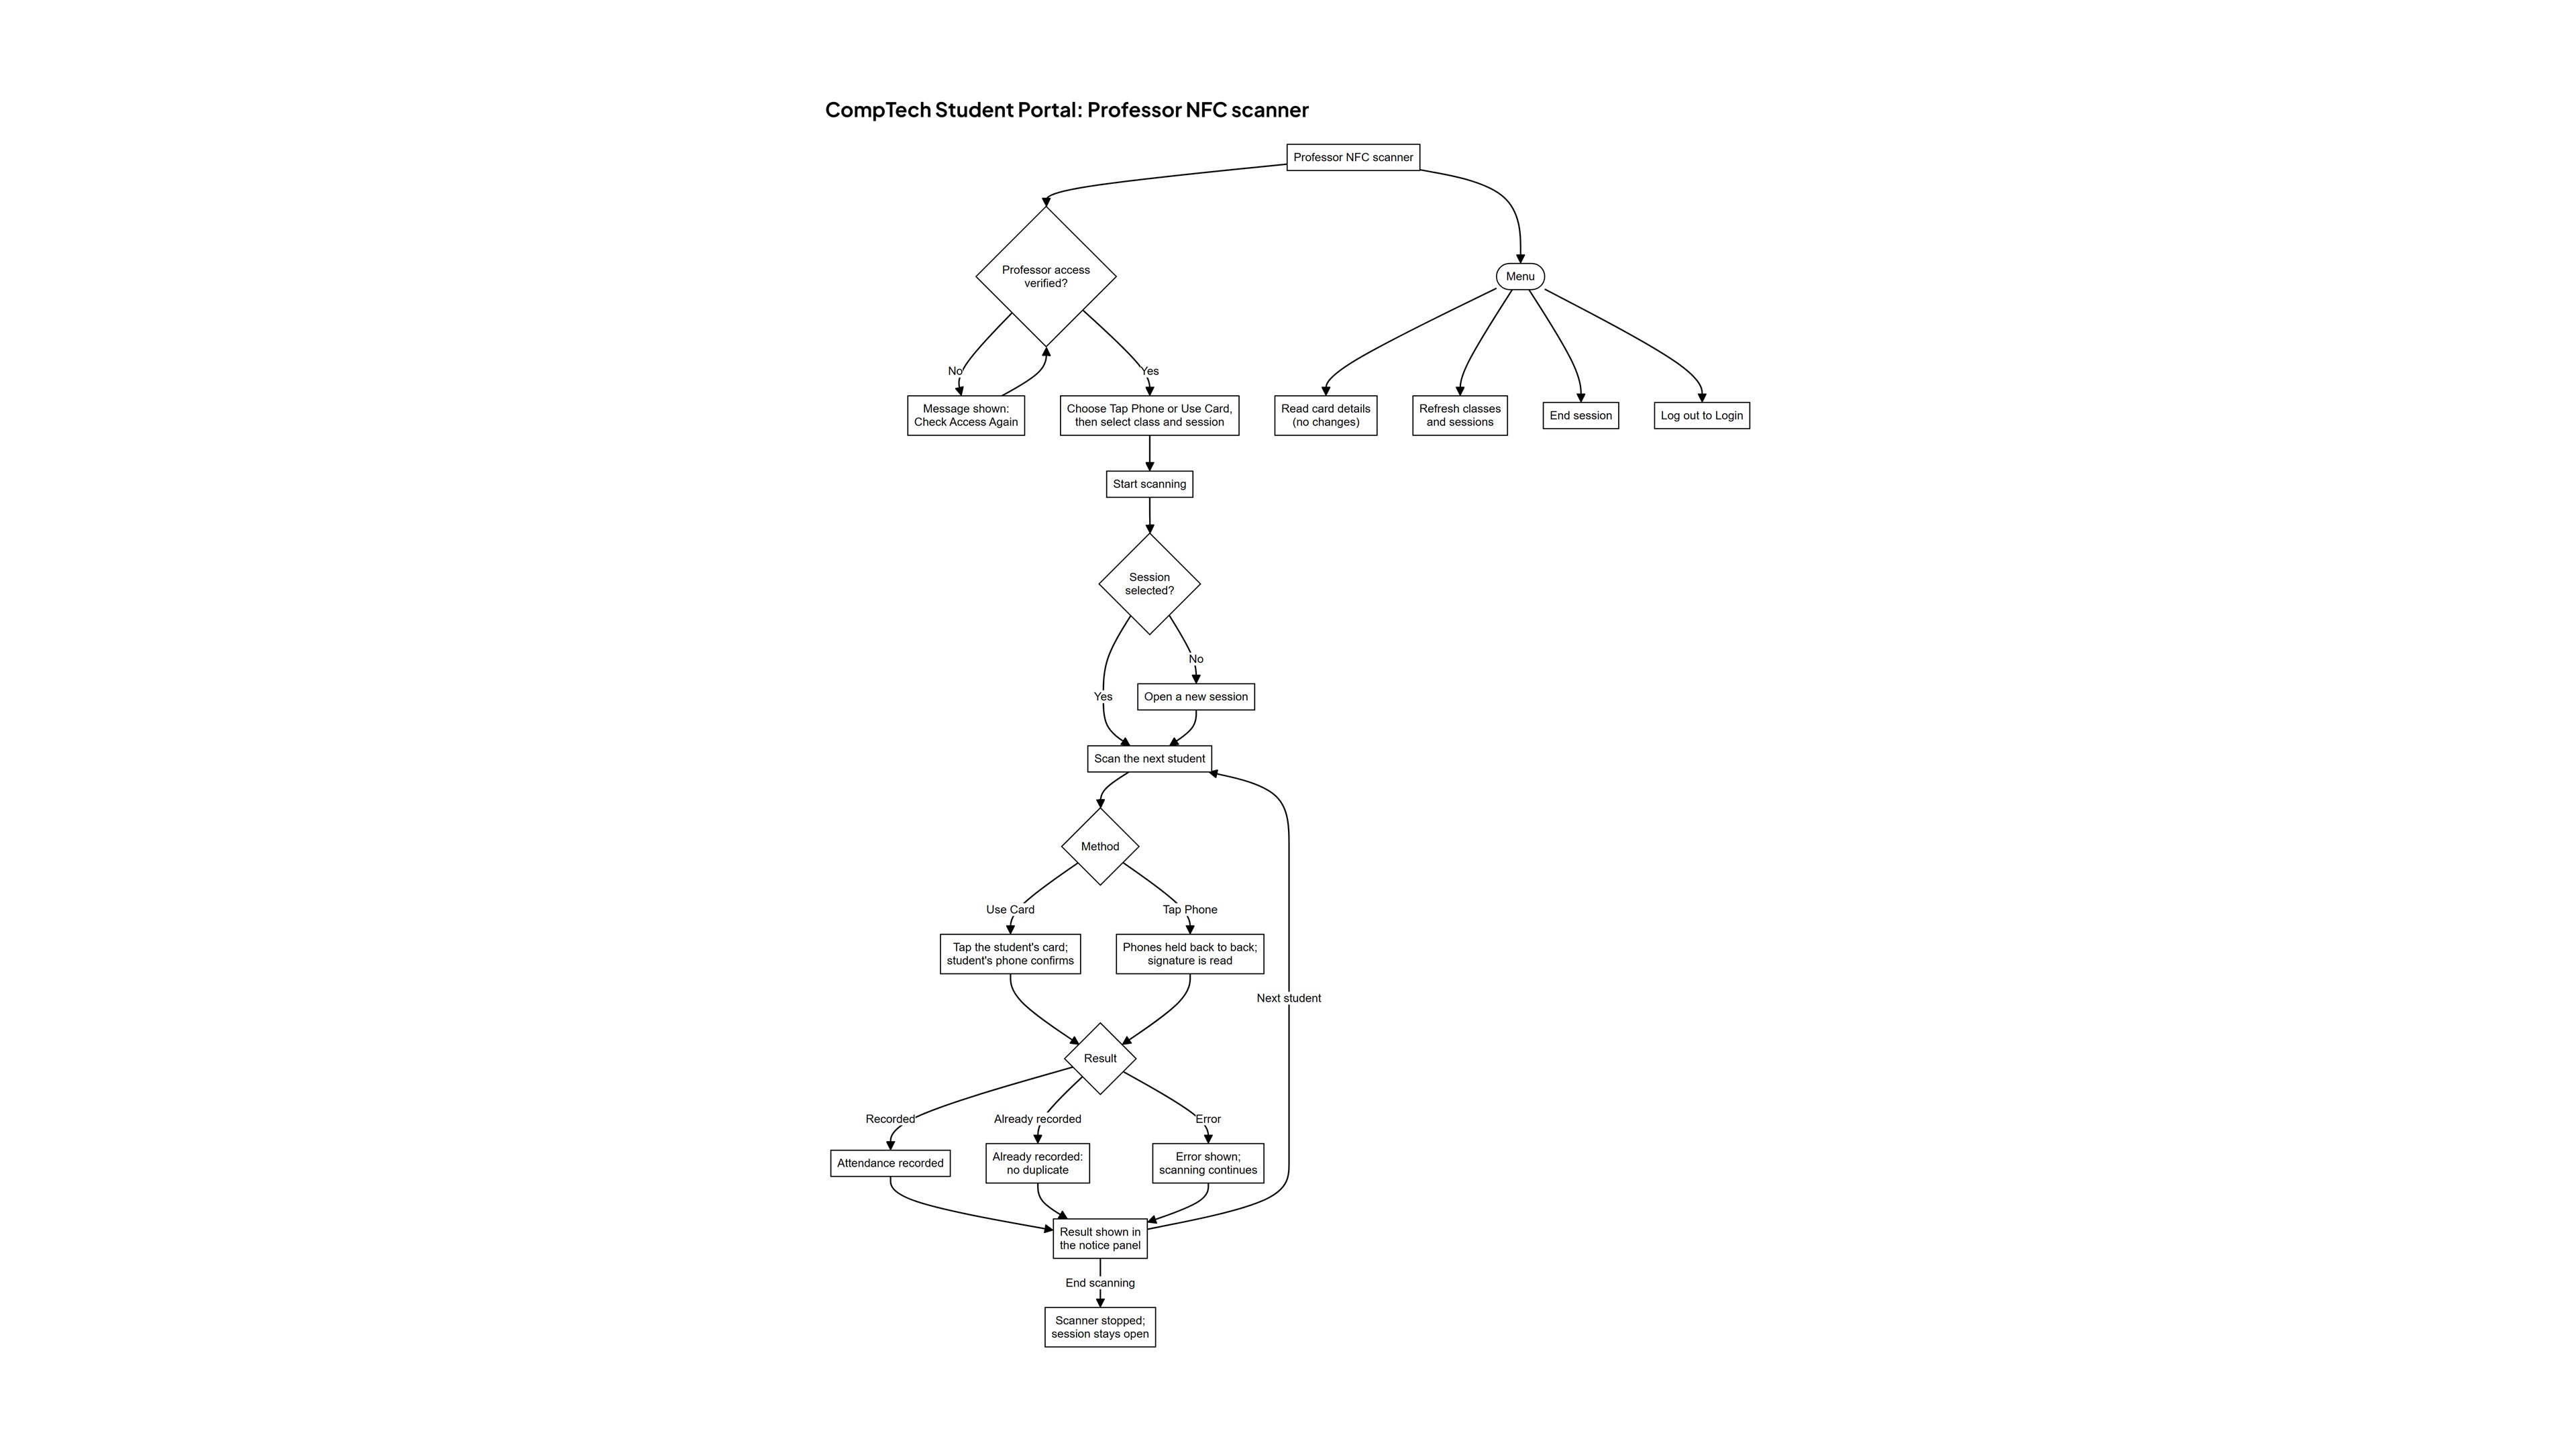 CompTech Student Portal: Professor NFC scanner
Professor NFC scanner
Professor access
verified?
Menu
No
Yes
Message shown:
Check Access Again
Choose Tap Phone or Use Card,
then select class and session
Read card details
(no changes)
Refresh classes
and sessions
End session
Log out to Login
Start scanning
Session
selected?
No
Yes
Open a new session
Scan the next student
Method
Use Card
Tap Phone
Tap the student's card;
student's phone confirms
Phones held back to back;
signature is read
Next student
Result
Recorded
Already recorded
Error
Attendance recorded
Already recorded:
no duplicate
Error shown;
scanning continues
Result shown in
the notice panel
End scanning
Scanner stopped;
session stays open